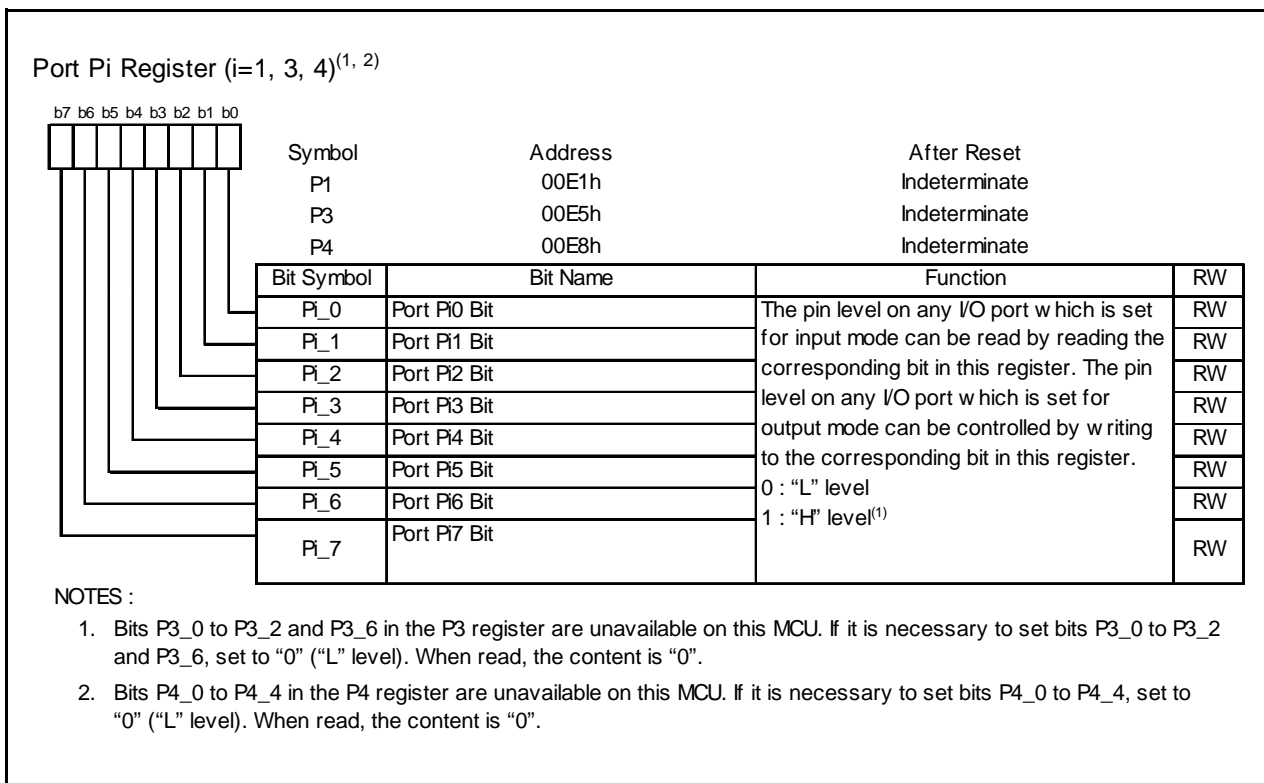 Port Pi Register (i=1, 3, 4)(1, 2)
b7 b6 b5 b4 b3 b2 b1 b0
Symbol Address After Reset
P1 00E1h Indeterminate
P3 00E5h Indeterminate
P4 00E8h Indeterminate
Bit Symbol Bit Name Function RW
Pi_0 Port Pi0 Bit The pin level on any I/O port which is set RW
Pi_1 Port Pi1 Bit for input mode can be read by reading the RW
Pi_2 Port Pi2 Bit corresponding bit in this register. The pin RW
Pi_3 Port Pi3 Bit level on any I/O port which is set for RW
Pi_4 Port Pi4 Bit output mode can be controlled by writing RW
Pi_5 Port Pi5 Bit to the corresponding bit in this register. RW
Pi_6 Port Pi6 Bit 0 : “L” level RW
Pi_7 Port Pi7 Bit 1 : “H” level(1) RW
NOTES :
1. Bits P3_0 to P3_2 and P3_6 in the P3 register are unavailable on this MCU. If it is necessary to set bits P3_0 to P3_2
and P3_6, set to “0” (“L” level). When read, the content is “0”.
2. Bits P4_0 to P4_4 in the P4 register are unavailable on this MCU. If it is necessary to set bits P4_0 to P4_4, set to
“0” (“L” level). When read, the content is “0”.